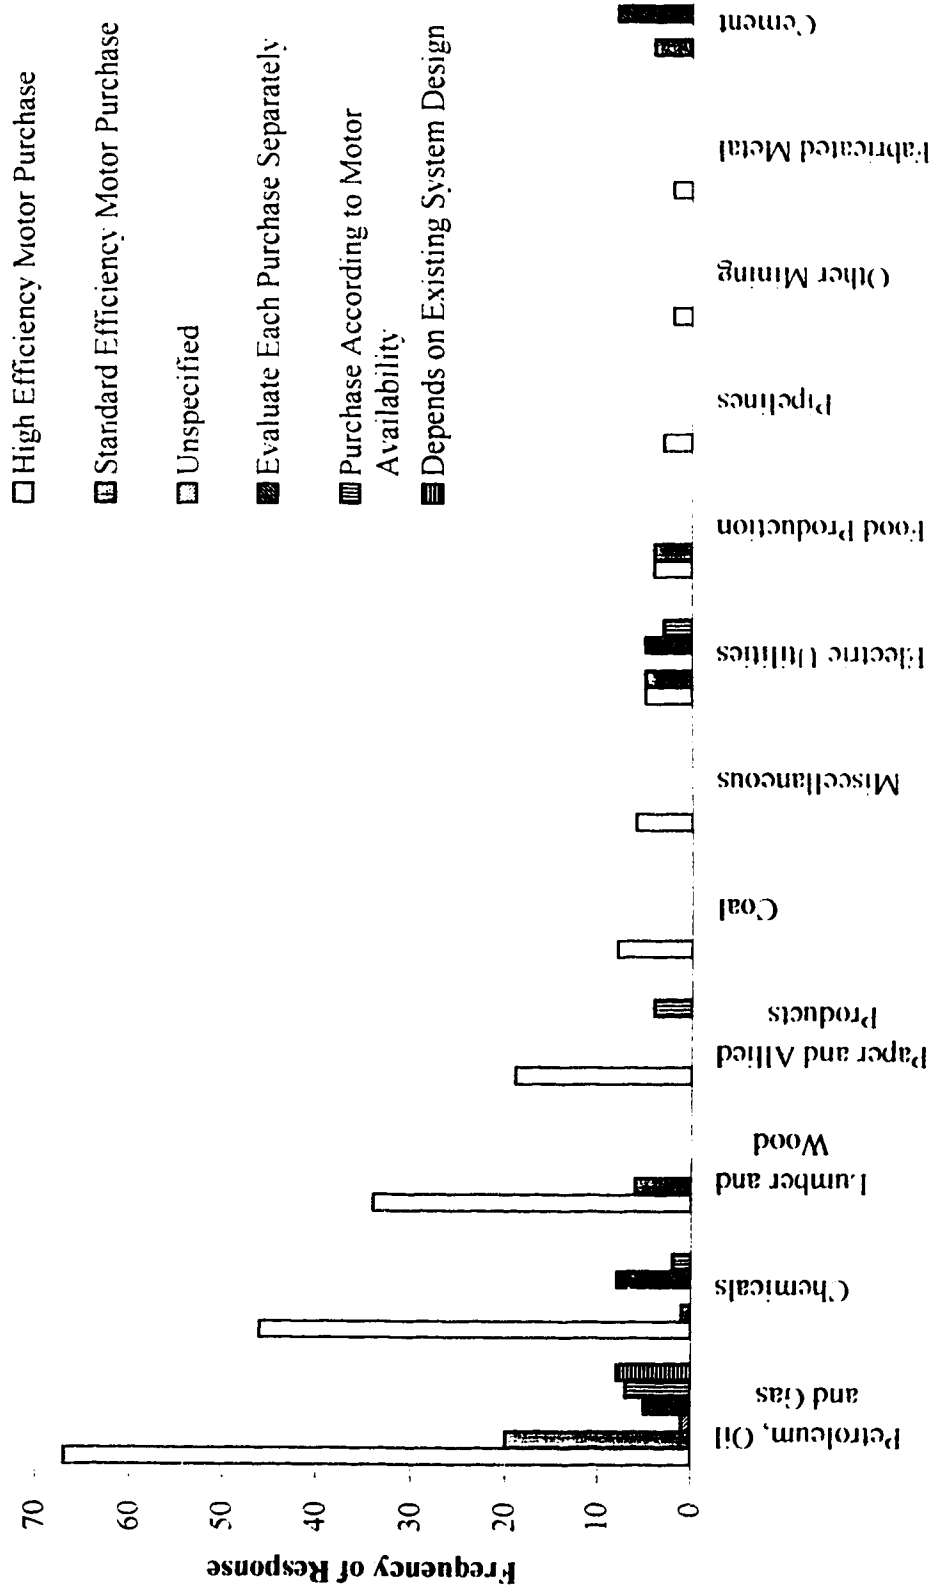 High Efficiency Motor Purchase
Standard Efficiency Motor Purchase
Unspecified
Evaluate Each Purchase Separately
Purchase According to Motor
Availability
Depends on Existing System Design
Frequency of Response
70
60
50
40
30
20
10
0
Petroleum, Oil
and Gas
Chemicals
Lumber and
Wood
Paper and Allied
Products
Coal
Miscellaneous
Electric Utilities
Food Production
Pipelines
Other Mining
Fabricated Metal
Cement